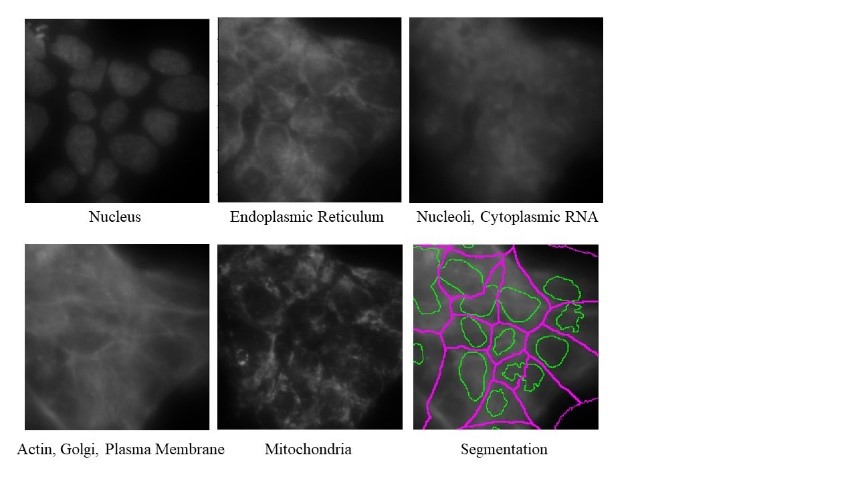 Nucleus
Endoplasmic Reticulum
Nucleoli, Cytoplasmic RNA
Actin, Golgi, Plasma Membrane
Mitochondria
Segmentation